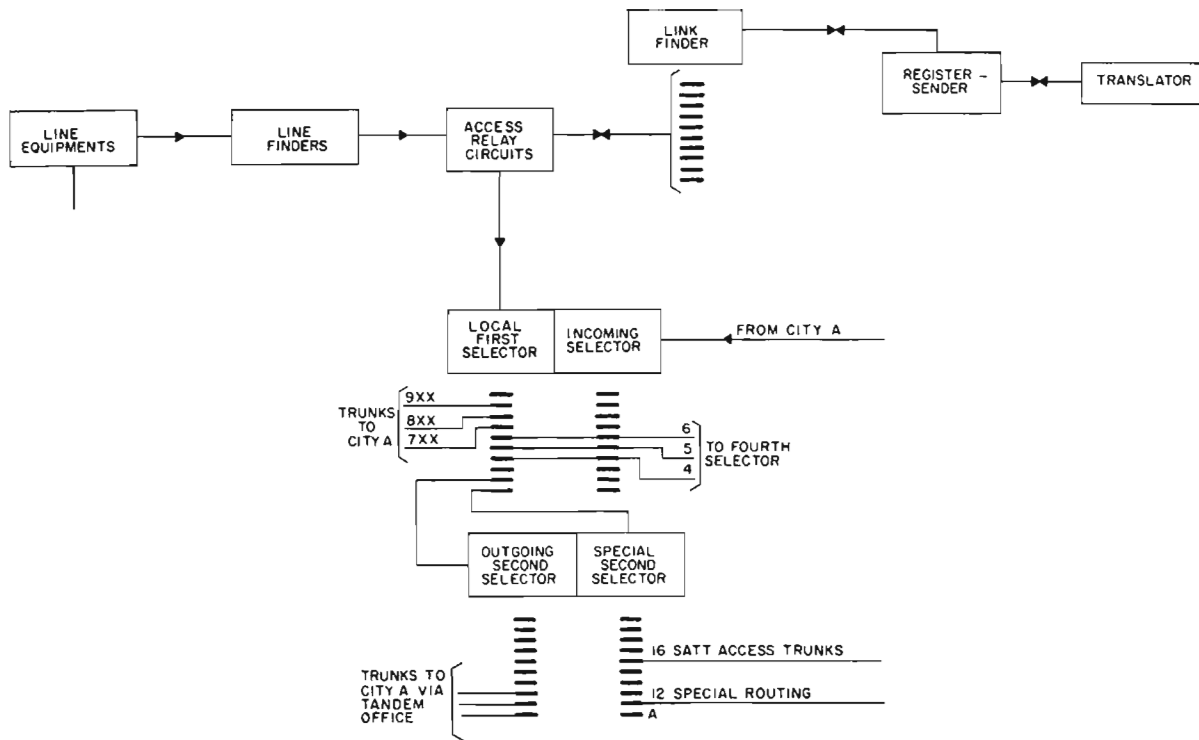 LINK
FINDER
REGISTER –
SENDER
TRANSLATOR
LINE
EQUIPMENTS
LINE
FINDERS
ACCESS
RELAY
CIRCUITS
LOCAL
FIRST
SELECTOR
INCOMING
SELECTOR
FROM CITY A
TRUNKS
TO
CITY A
9XX
8XX
7XX
6
5
4
TO FOURTH
SELECTOR
OUTGOING
SECOND
SELECTOR
SPECIAL
SECOND
SELECTOR
TRUNKS TO
CITY A VIA
TANDEM
OFFICE
16 SATT ACCESS TRUNKS
12 SPECIAL ROUTING
A